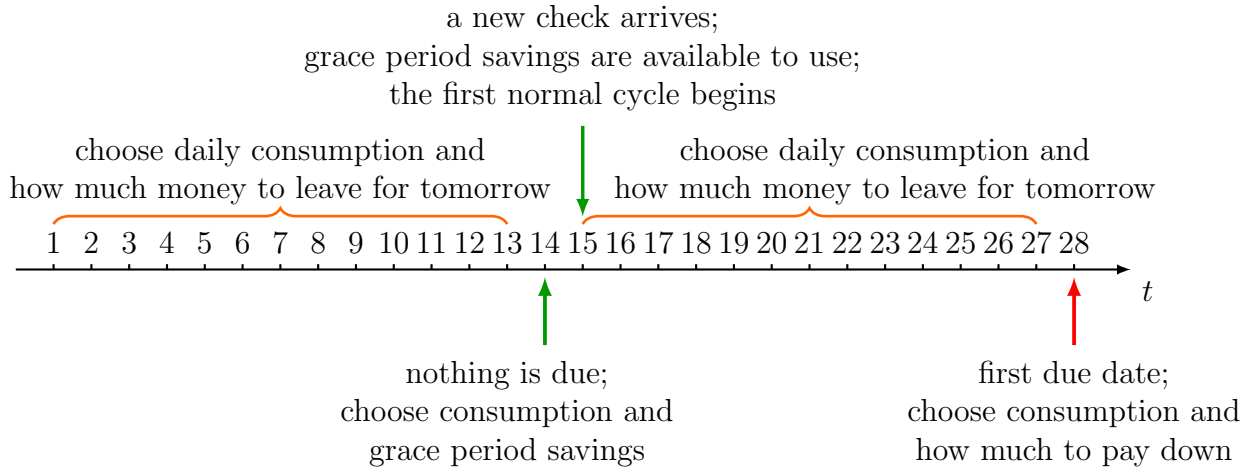 a new check arrives;
grace period savings are available to use;
the first normal cycle begins
choose daily consumption and
how much money to leave for tomorrow
choose daily consumption and
how much money to leave for tomorrow
1 2 3 4 5 6 7 8 9 10 11 12 13 14 15 16 17 18 19 20 21 22 23 24 25 26 27 28
t
nothing is due;
choose consumption and
grace period savings
first due date;
choose consumption and
how much to pay down